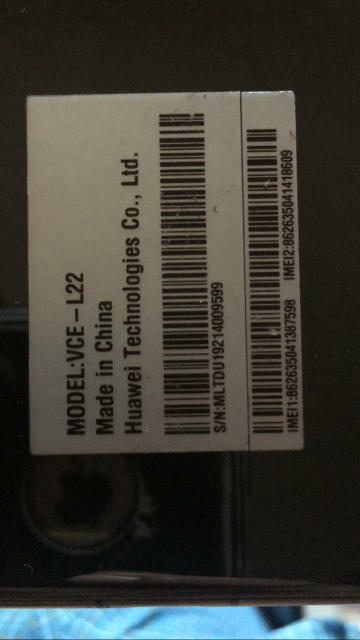 MODEL:VCE-L22
Made in China
Huawei Technologies Co., Ltd.
S/N:MLTDU19214009599
IMEI1:862635041387598 IMEI2:862635041418609